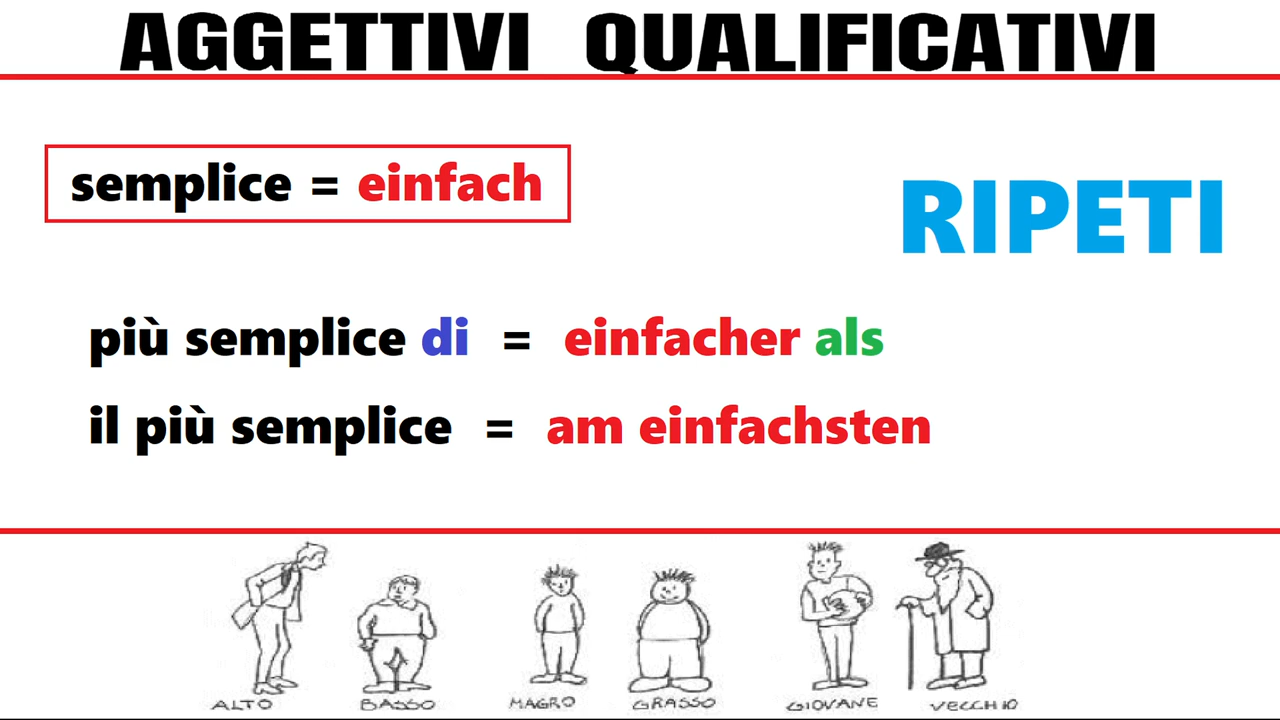 AGGETTIVI QUALIFICATIVI
semplice = einfach
RIPETI
più semplice di = einfacher als
il più semplice = am einfachsten
ALTO BASSO MAGRO GRASSO GIOVANE VECCHIO